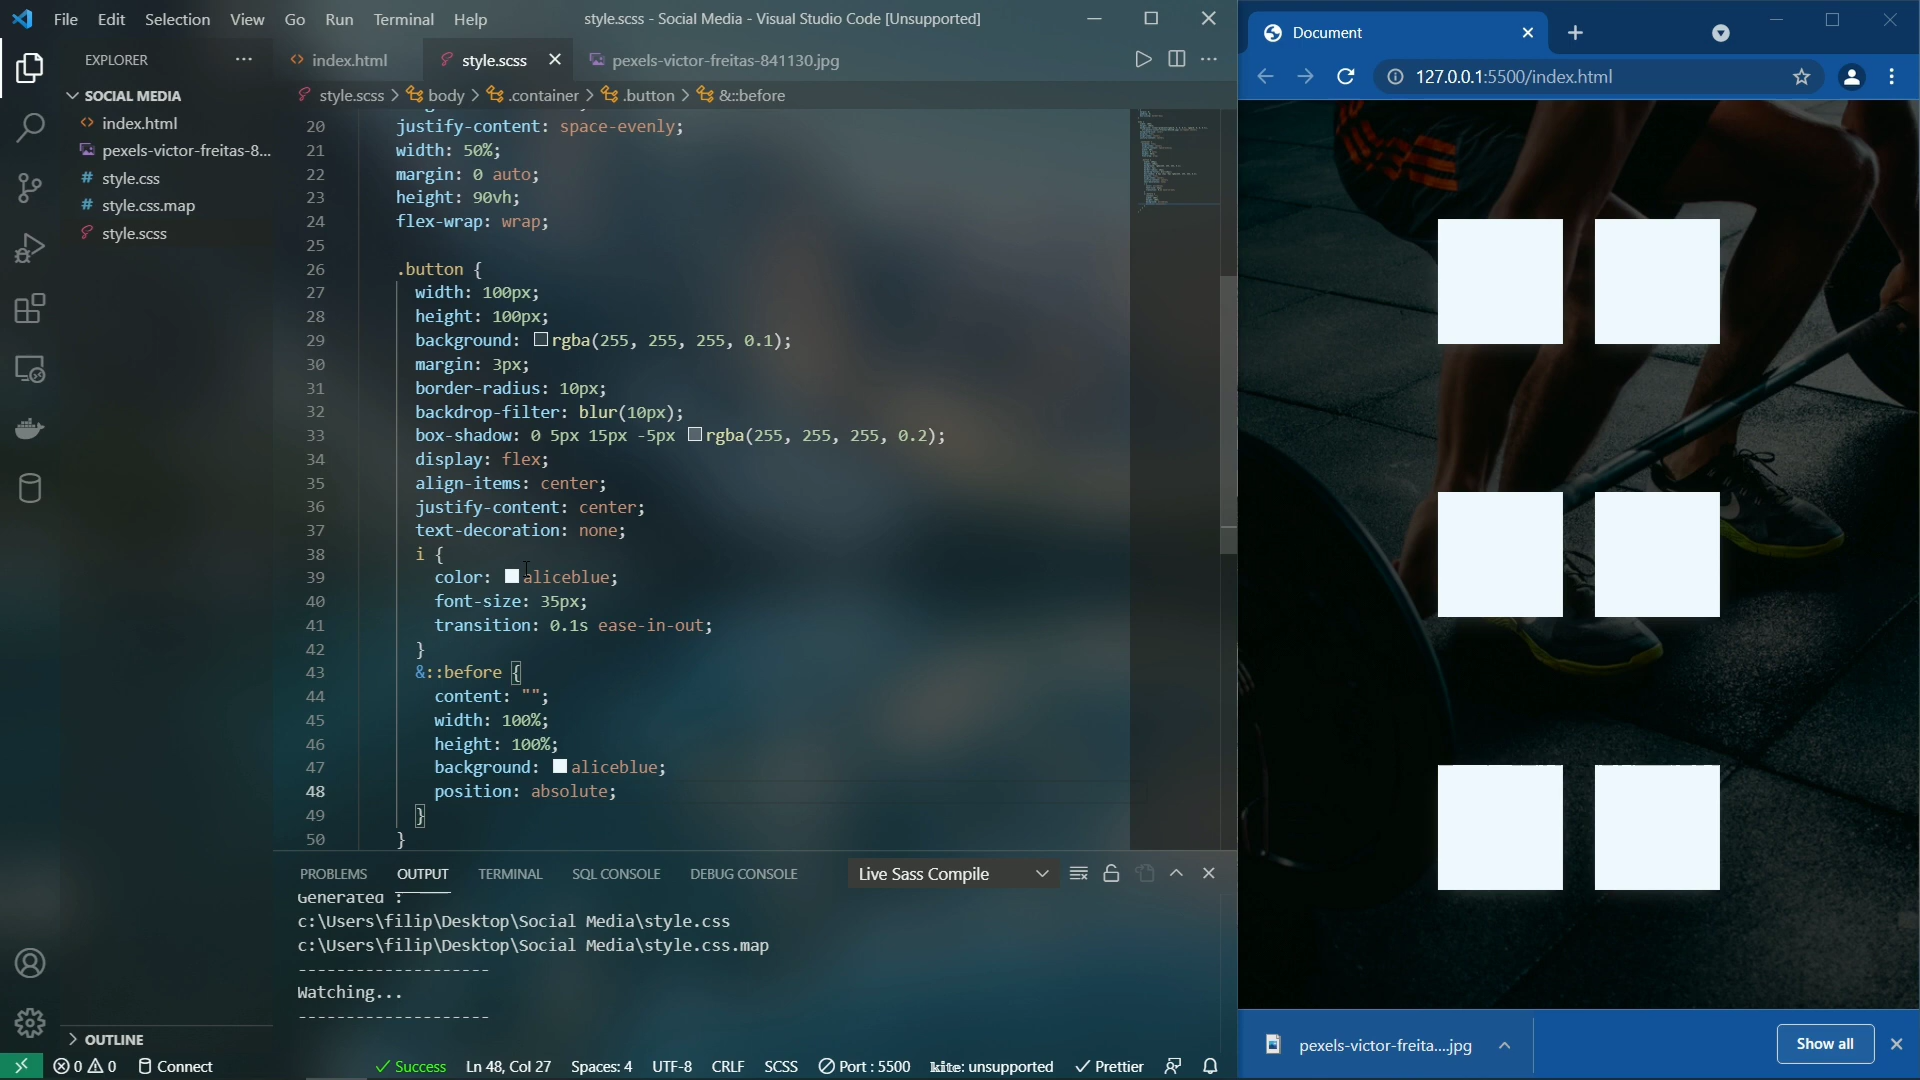 File Edit Selection View Go Run Terminal Help
style.scss - Social Media - Visual Studio Code [Unsupported]
EXPLORER
index.html
style.scss
pexels-victor-freitas-841130.jpg
SOCIAL MEDIA
index.html
pexels-victor-freitas-8...
style.css
style.css.map
style.scss
style.scss > body > .container > .button > &::before
20 justify-content: space-evenly;
21 width: 50%;
22 margin: 0 auto;
23 height: 90vh;
24 flex-wrap: wrap;
25
26 .button {
27 width: 100px;
28 height: 100px;
29 background: rgba(255, 255, 255, 0.1);
30 margin: 3px;
31 border-radius: 10px;
32 backdrop-filter: blur(10px);
33 box-shadow: 0 5px 15px -5px rgba(255, 255, 255, 0.2);
34 display: flex;
35 align-items: center;
36 justify-content: center;
37 text-decoration: none;
38 i {
39 color: aliceblue;
40 font-size: 35px;
41 transition: 0.1s ease-in-out;
42 }
43 &::before {
44 content: "";
45 width: 100%;
46 height: 100%;
47 background: aliceblue;
48 position: absolute;
49 }
50 }
PROBLEMS OUTPUT TERMINAL SQL CONSOLE DEBUG CONSOLE
Live Sass Compile
Generated :
c:\Users\filip\Desktop\Social Media\style.css
c:\Users\filip\Desktop\Social Media\style.css.map
--------------------
Watching...
--------------------
OUTLINE
0 0 Connect
Success Ln 48, Col 27 Spaces: 4 UTF-8 CRLF SCSS Port : 5500 kite: unsupported Prettier
Document
127.0.0.1:5500/index.html
pexels-victor-freita....jpg
Show all